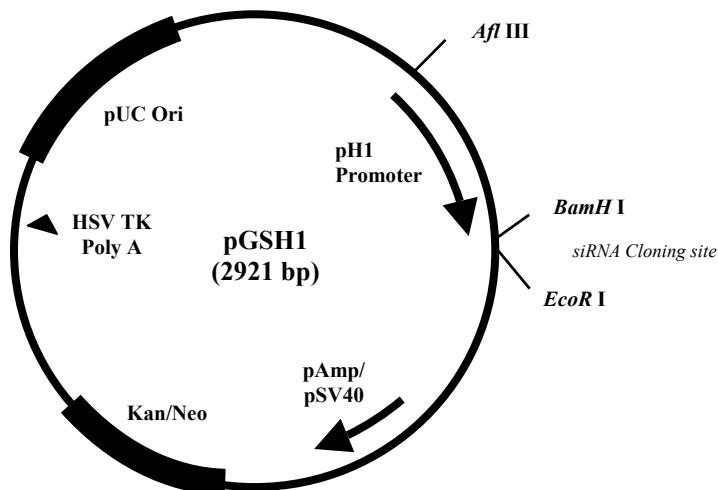 Afl III
pUC Ori
pH1
Promoter
BamH I
HSV TK
Poly A
pGSH1
(2921 bp)
siRNA Cloning site
EcoR I
pAmp/
pSV40
Kan/Neo